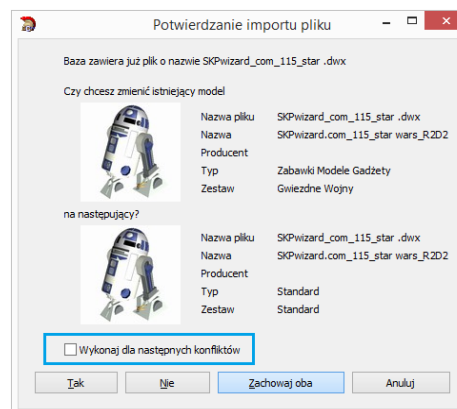 Potwierdzanie importu pliku
Baza zawiera już plik o nazwie SKPwizard_com_115_star .dwx
Czy chcesz zmienić istniejący model
Nazwa pliku SKPwizard_com_115_star .dwx
Nazwa SKPwizard.com_115_star wars_R2D2
Producent
Typ Zabawki Modele Gadżety
Zestaw Gwiezdne Wojny
na następujący?
Nazwa pliku SKPwizard_com_115_star .dwx
Nazwa SKPwizard.com_115_star wars_R2D2
Producent
Typ Standard
Zestaw Standard
Wykonaj dla następnych konfliktów
Tak Nie Zachowaj oba Anuluj